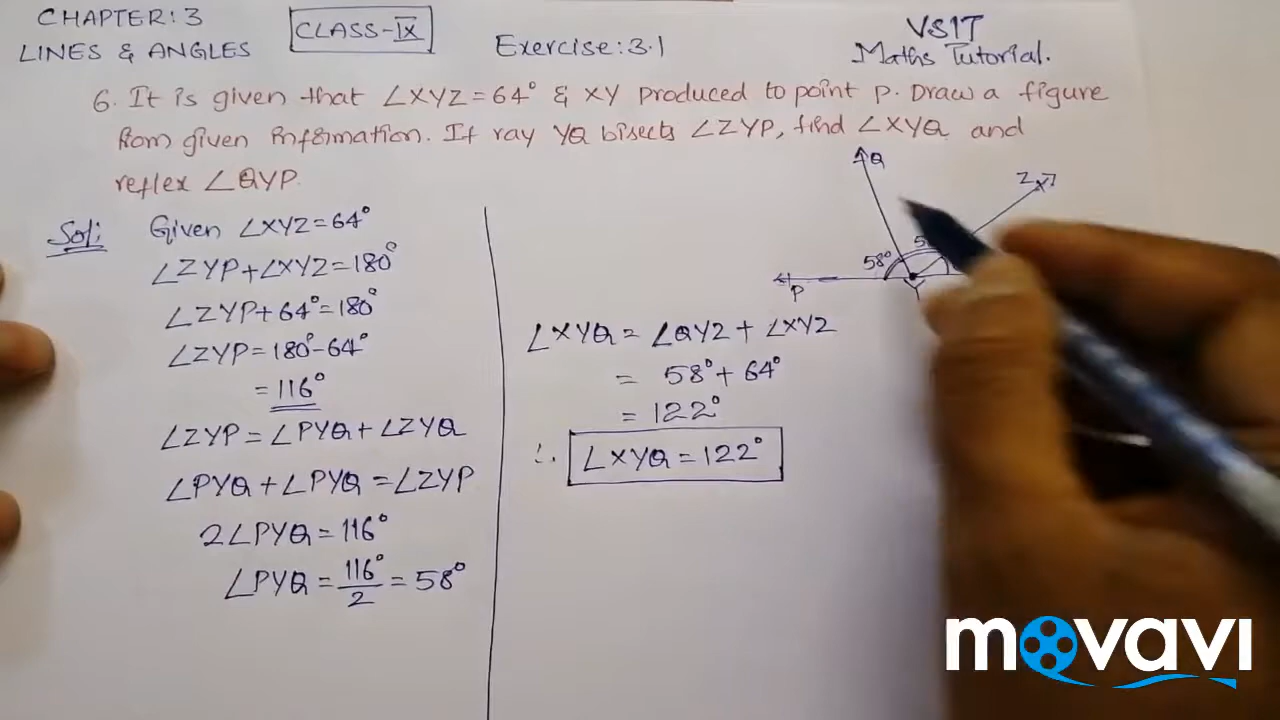 CHAPTER: 3
LINES & ANGLES
CLASS-IX
Exercise: 3.1
VSIT
Maths Tutorial.
6. It is given that ∠XYZ = 64° & XY produced to point P. Draw a figure
from given information. If ray YQ bisects ∠ZYP, find ∠XYQ and
reflex ∠QYP.
Sol:
Given ∠XYZ = 64°
∠ZYP + ∠XYZ = 180°
∠ZYP + 64° = 180°
∠ZYP = 180° - 64°
= 116°
∠ZYP = ∠PYQ + ∠ZYQ
∠PYQ + ∠PYQ = ∠ZYP
2∠PYQ = 116°
∠PYQ = 116°/2 = 58°
Q
Z
58°
P
Y
∠XYQ = ∠QYZ + ∠XYZ
= 58° + 64°
= 122°
∴ ∠XYQ = 122°
movavi